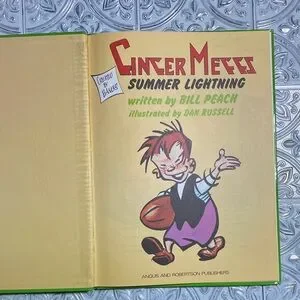 GINGER MEGGS
SUMMER LIGHTNING
written by BILL PEACH
illustrated by DAN RUSSELL
ANGUS AND ROBERTSON PUBLISHERS